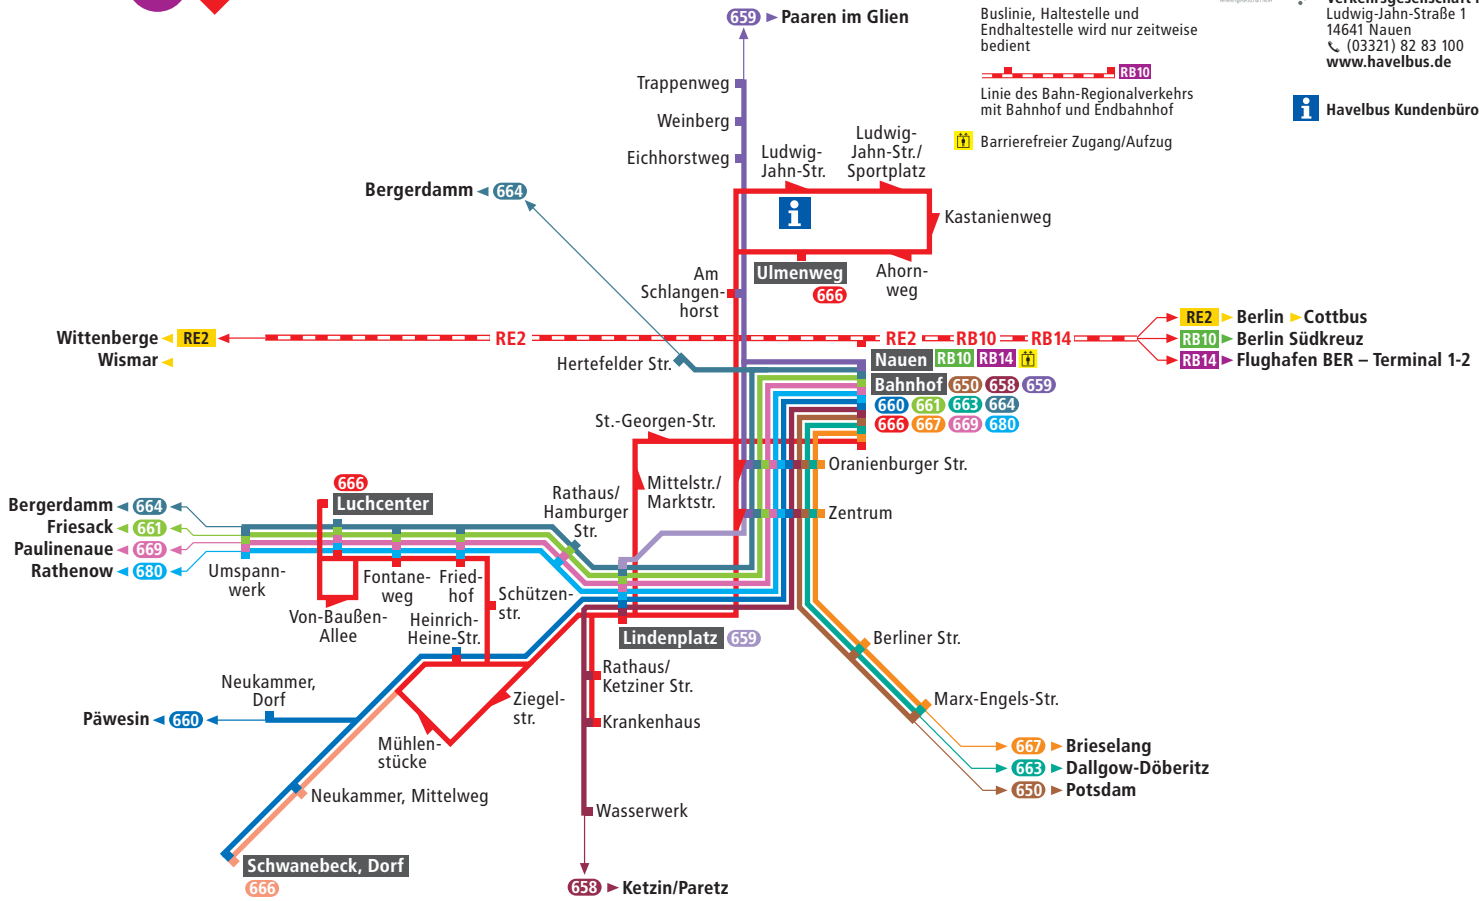 659 Paaren im Glien
Buslinie, Haltestelle und
Endhaltestelle wird nur zeitweise
bedient
RB10
Linie des Bahn-Regionalverkehrs
mit Bahnhof und Endbahnhof
Barrierefreier Zugang/Aufzug
Ludwig-Jahn-Straße 1
14641 Nauen
(03321) 82 83 100
www.havelbus.de
i Havelbus Kundenbüro
Trappenweg
Weinberg
Eichhorstweg
Ludwig-
Jahn-Str.
Ludwig-
Jahn-Str./
Sportplatz
Bergerdamm 664
i
Kastanienweg
Am
Schlangen-
horst
Ulmenweg
666
Ahorn-
weg
Wittenberge RE2
Wismar
RE2
RE2 RB10 RB14
RE2 Berlin Cottbus
RB10 Berlin Südkreuz
RB14 Flughafen BER – Terminal 1-2
Hertefelder Str.
Nauen RB10 RB14
Bahnhof 650 658 659
660 661 663 664
666 667 669 680
St.-Georgen-Str.
Oranienburger Str.
Mittelstr./
Marktstr.
Zentrum
Rathaus/
Hamburger
Str.
666
Luchcenter
Bergerdamm 664
Friesack 661
Paulinenaue 669
Rathenow 680
Umspann-
werk
Fontane-
weg
Fried-
hof
Schützen-
str.
Von-Baußen-
Allee
Heinrich-
Heine-Str.
Lindenplatz 659
Berliner Str.
Rathaus/
Ketziner Str.
Krankenhaus
Ziegel-
str.
Marx-Engels-Str.
Neukammer,
Dorf
Päwesin 660
Mühlen-
stücke
667 Brieselang
663 Dallgow-Döberitz
650 Potsdam
Neukammer, Mittelweg
Wasserwerk
Schwanebeck, Dorf
666
658 Ketzin/Paretz